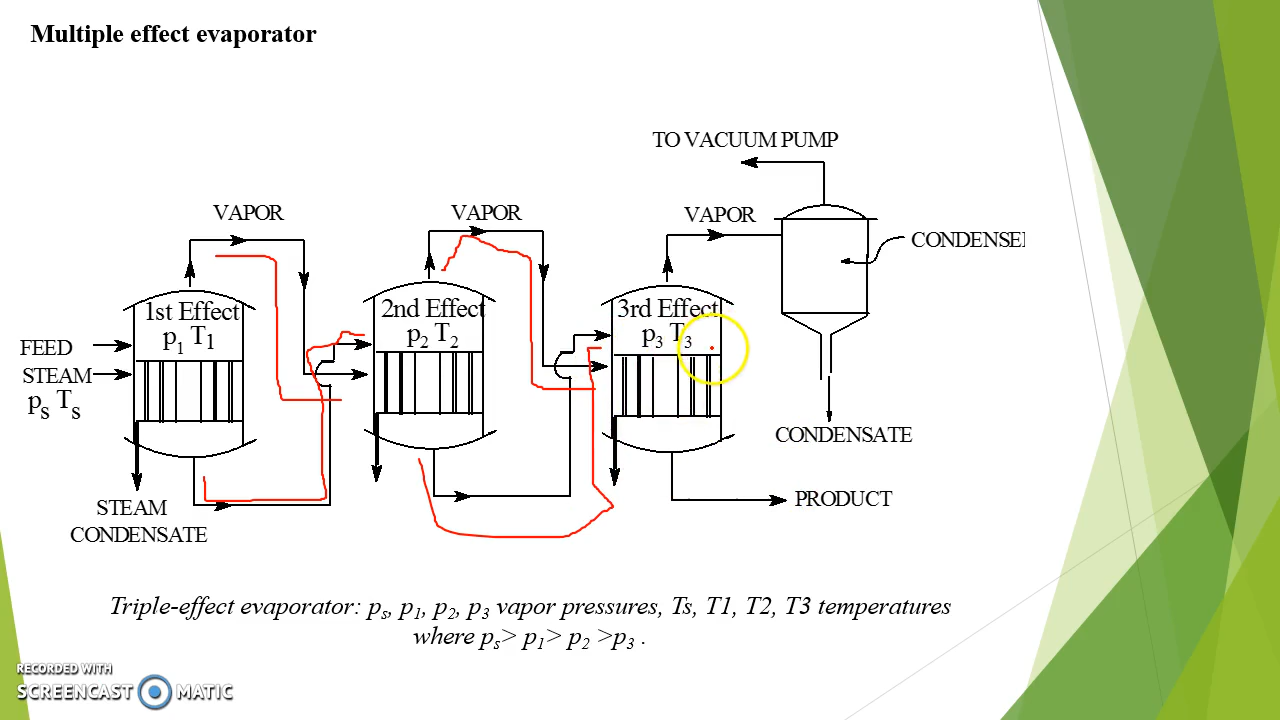 Multiple effect evaporator
TO VACUUM PUMP
VAPOR
VAPOR
VAPOR
CONDENSE
1st Effect
p1 T1
2nd Effect
p2 T2
3rd Effect
p3 T3
FEED
STEAM
ps Ts
CONDENSATE
PRODUCT
STEAM
CONDENSATE
Triple-effect evaporator: ps, p1, p2, p3 vapor pressures, Ts, T1, T2, T3 temperatures
where ps> p1> p2 >p3 .
RECORDED WITH
SCREENCAST MATIC